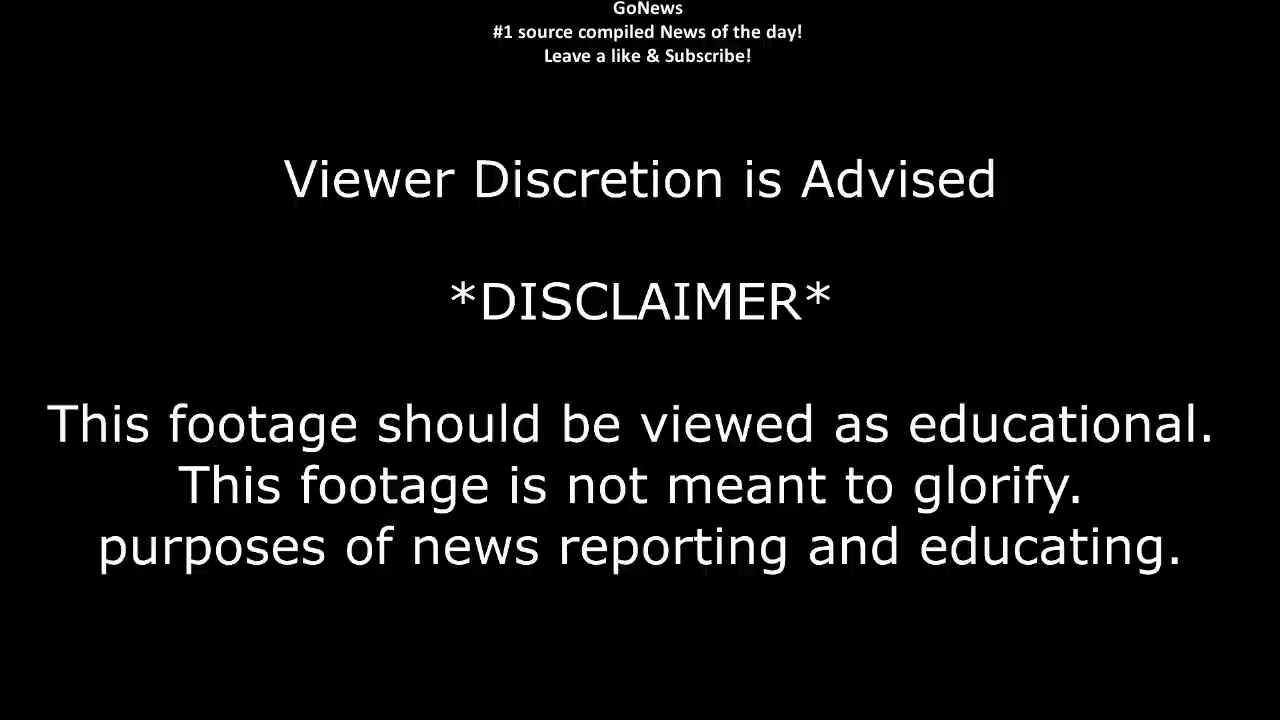 GoNews
#1 source compiled News of the day!
Leave a like & Subscribe!
Viewer Discretion is Advised
*DISCLAIMER*
This footage should be viewed as educational.
This footage is not meant to glorify.
purposes of news reporting and educating.